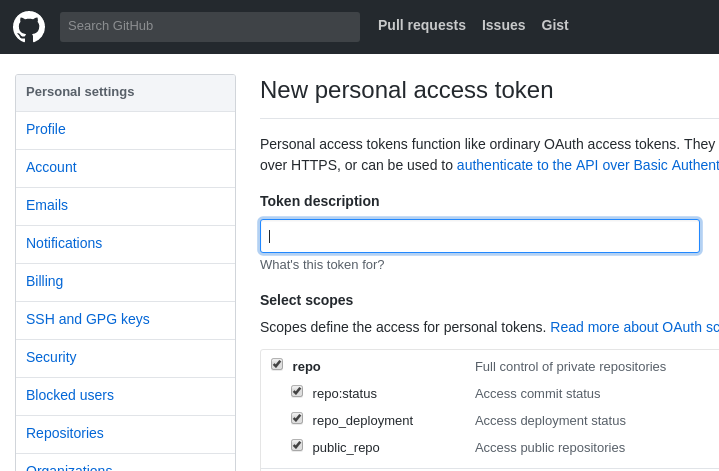 Search GitHub
Pull requests Issues Gist
Personal settings
Profile
Account
Emails
Notifications
Billing
SSH and GPG keys
Security
Blocked users
Repositories
Organizations
New personal access token
Personal access tokens function like ordinary OAuth access tokens. They
over HTTPS, or can be used to authenticate to the API over Basic Authent
Token description
What's this token for?
Select scopes
Scopes define the access for personal tokens. Read more about OAuth sc
repo Full control of private repositories
repo:status Access commit status
repo_deployment Access deployment status
public_repo Access public repositories